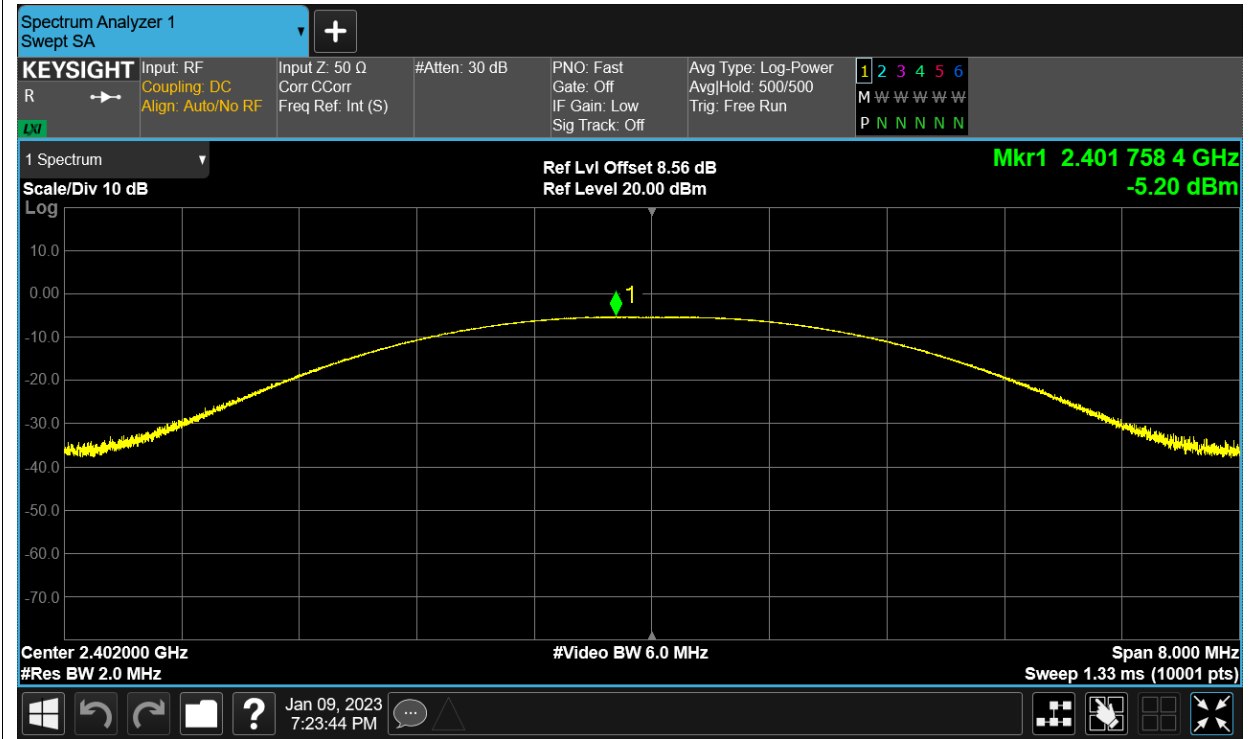 Spectrum Analyzer 1
Swept SA
KEYSIGHT
R
LXI
Input: RF
Coupling: DC
Align: Auto/No RF
Input Z: 50 Ω
Corr CCorr
Freq Ref: Int (S)
#Atten: 30 dB
PNO: Fast
Gate: Off
IF Gain: Low
Sig Track: Off
Avg Type: Log-Power
Avg|Hold: 500/500
Trig: Free Run
1 2 3 4 5 6
M W W W W W
P N N N N N
1 Spectrum
Scale/Div 10 dB
Ref Lvl Offset 8.56 dB
Ref Level 20.00 dBm
Mkr1 2.401 758 4 GHz
-5.20 dBm
Log
10.0
0.00
-10.0
-20.0
-30.0
-40.0
-50.0
-60.0
-70.0
1
Center 2.402000 GHz
#Video BW 6.0 MHz
Span 8.000 MHz
#Res BW 2.0 MHz
Sweep 1.33 ms (10001 pts)
?
Jan 09, 2023
7:23:44 PM